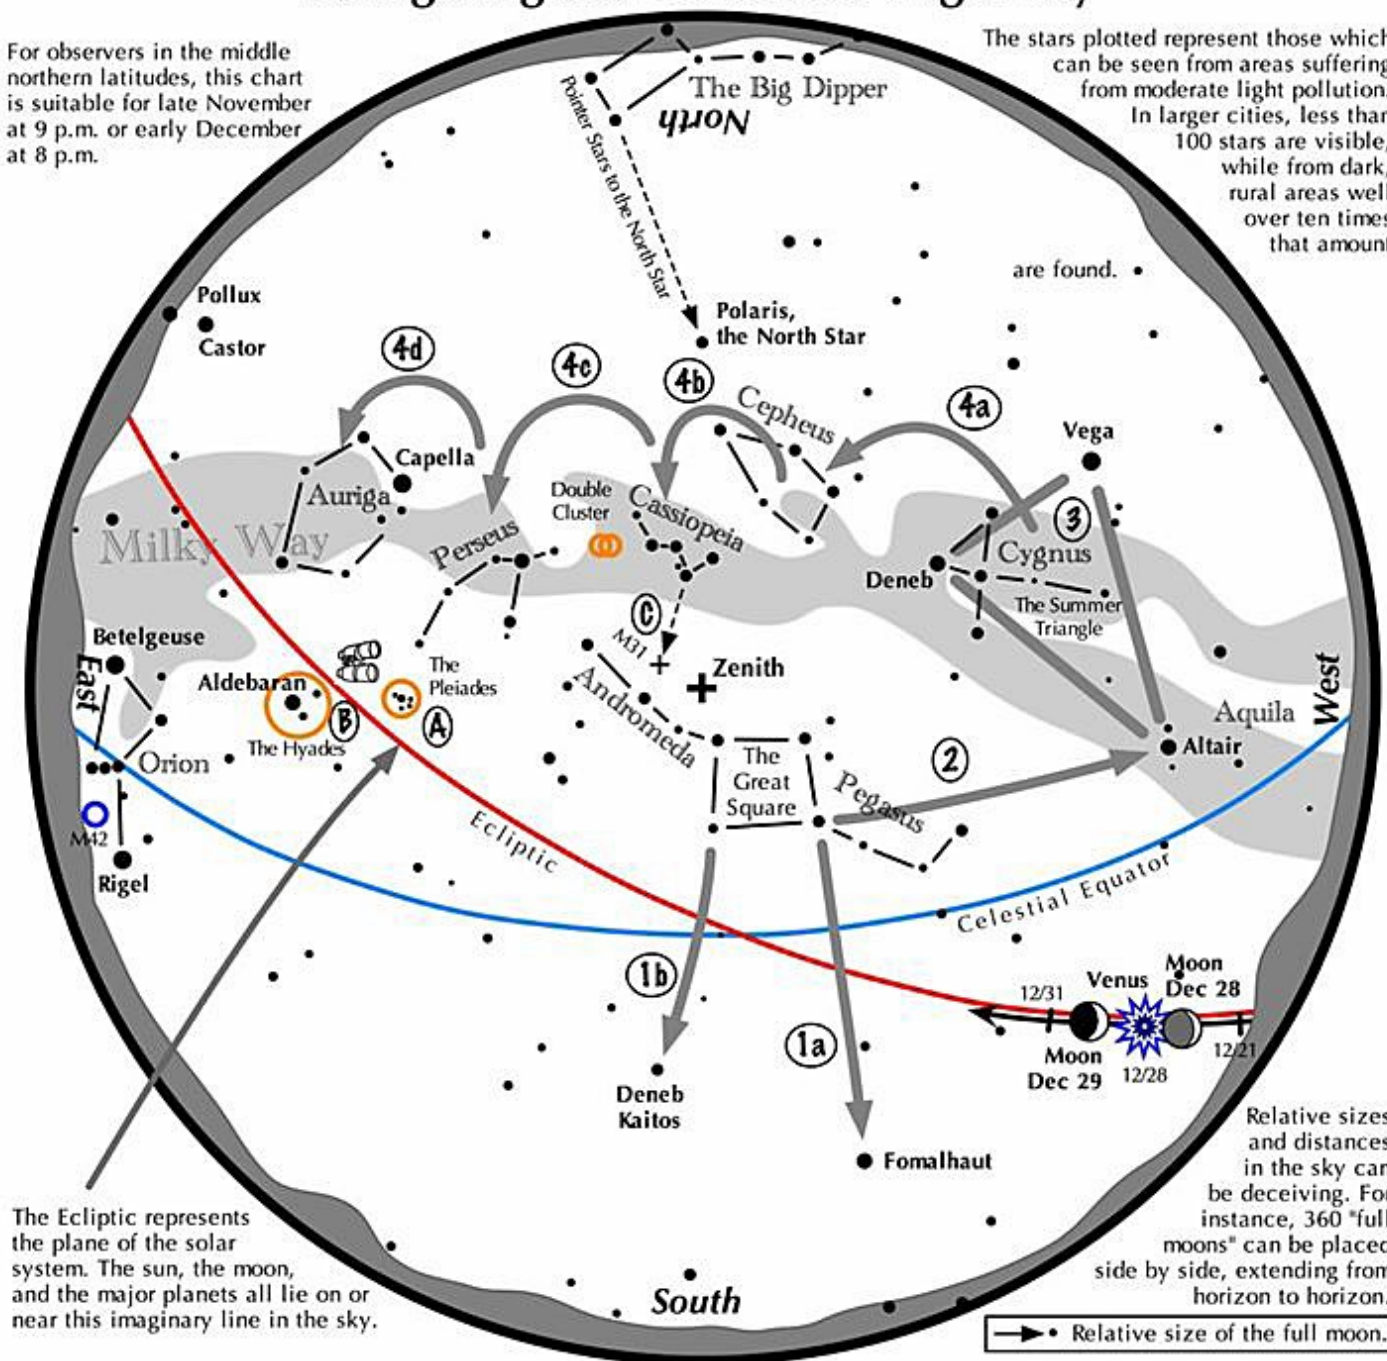 For observers in the middle
northern latitudes, this chart
is suitable for late November
at 9 p.m. or early December
at 8 p.m.
The stars plotted represent those which
can be seen from areas suffering
from moderate light pollution.
In larger cities, less than
100 stars are visible,
while from dark,
rural areas well
over ten times
that amount
are found.
The Big Dipper
North
Pointer Stars to the North Star
Polaris,
the North Star
Pollux
Castor
4d
4c
4b
4a
Cepheus
Vega
Capella
Auriga
Double
Cluster
Cassiopeia
Perseus
Milky Way
3
Cygnus
Deneb
The Summer
Triangle
C
M31
Zenith
Betelgeuse
East
Aldebaran
B
The Hyades
The
Pleiades
A
Andromeda
The
Great
Square
Pegasus
2
Aquila
West
Altair
Orion
M42
Rigel
Ecliptic
Celestial Equator
1b
1a
12/31
Venus
Moon
Dec 28
Moon
Dec 29
12/28
12/21
Deneb
Kaitos
Fomalhaut
The Ecliptic represents
the plane of the solar
system. The sun, the moon,
and the major planets all lie on or
near this imaginary line in the sky.
South
Relative sizes
and distances
in the sky can
be deceiving. For
instance, 360 "full
moons" can be placed
side by side, extending from
horizon to horizon.
Relative size of the full moon.